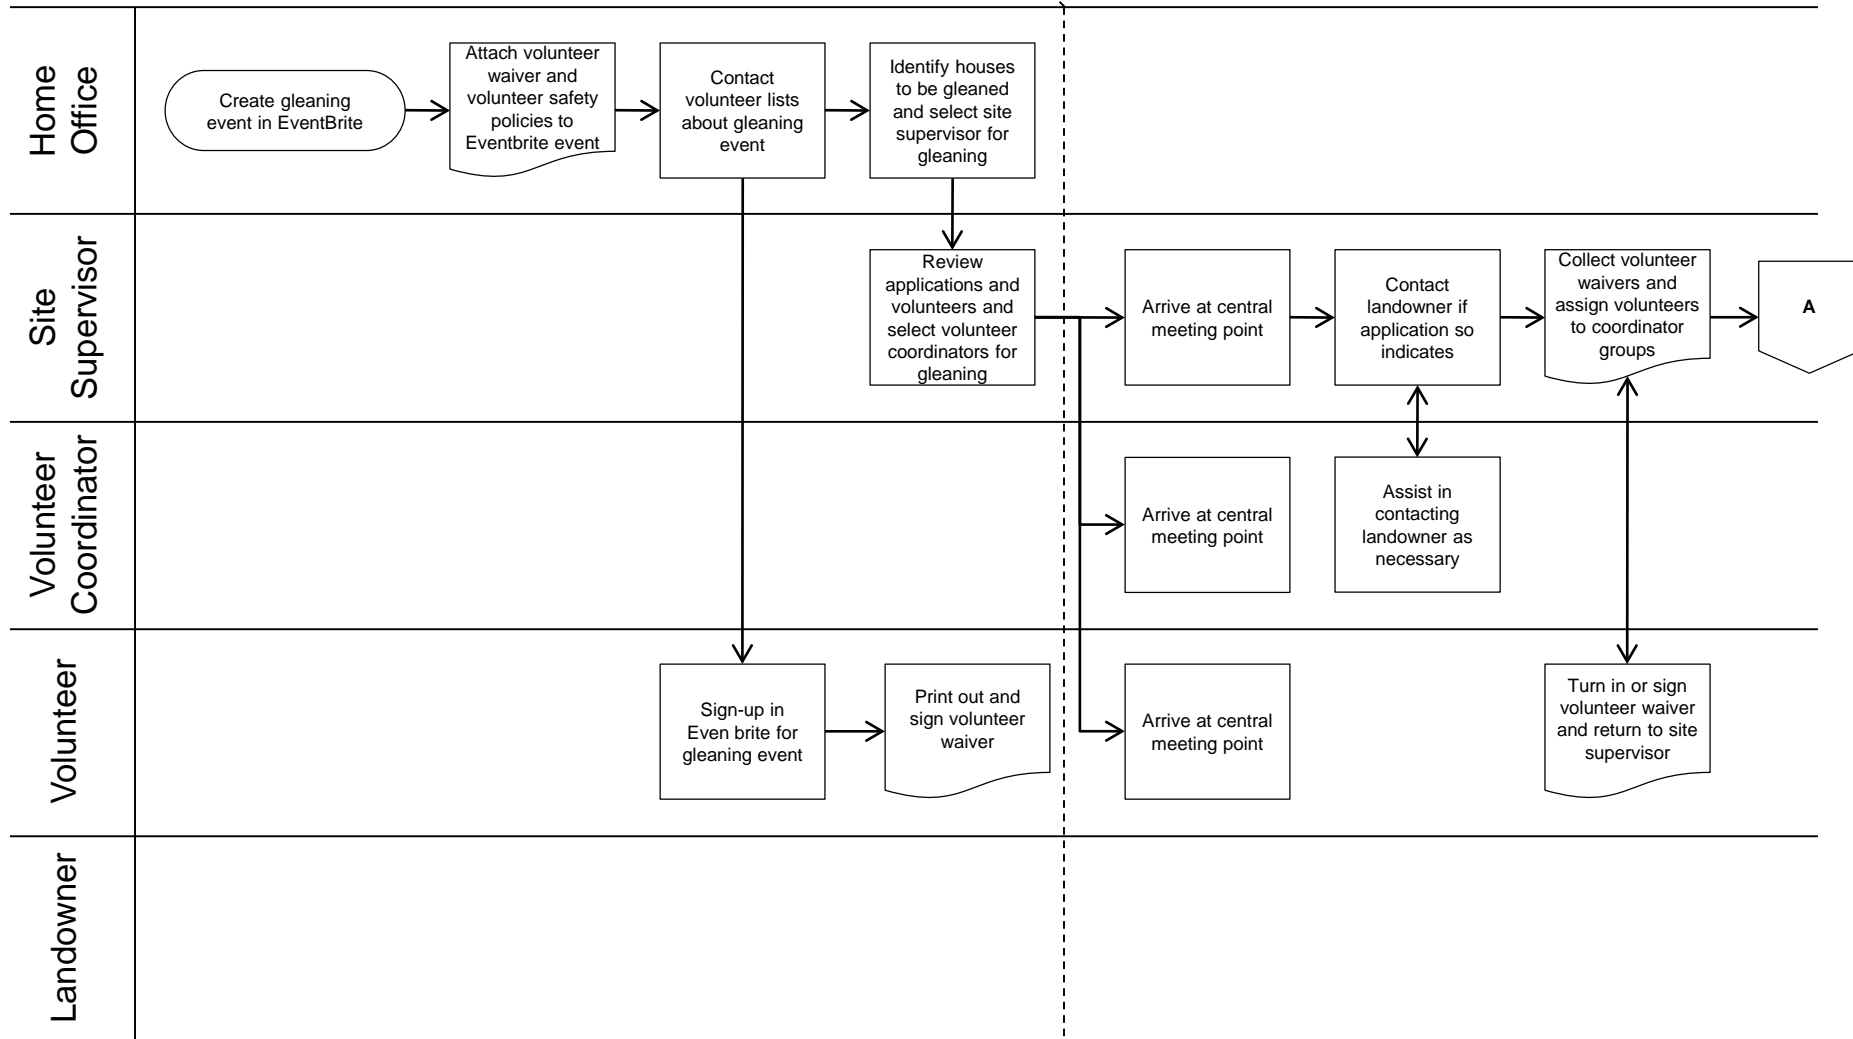 Home
Office
Create gleaning
event in EventBrite
Attach volunteer
waiver and
volunteer safety
policies to
Eventbrite event
Contact
volunteer lists
about gleaning
event
Identify houses
to be gleaned
and select site
supervisor for
gleaning
Site
Supervisor
Review
applications and
volunteers and
select volunteer
coordinators for
gleaning
Arrive at central
meeting point
Contact
landowner if
application so
indicates
Collect volunteer
waivers and
assign volunteers
to coordinator
groups
A
Volunteer
Coordinator
Arrive at central
meeting point
Assist in
contacting
landowner as
necessary
Volunteer
Sign-up in
Even brite for
gleaning event
Print out and
sign volunteer
waiver
Arrive at central
meeting point
Turn in or sign
volunteer waiver
and return to site
supervisor
Landowner